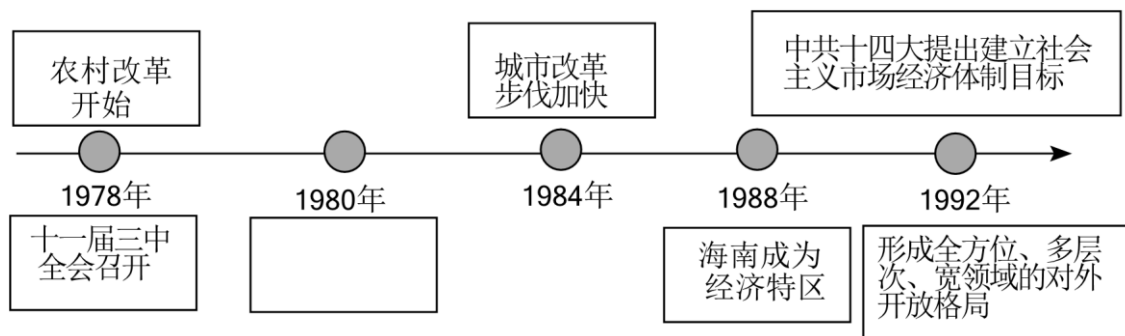 农村改革
开始
城市改革
步伐加快
中共十四大提出建立社会
主义市场经济体制目标
1978年
1980年
1984年
1988年
1992年
十一届三中
全会召开
海南成为
经济特区
形成全方位、多层
次、宽领域的对外
开放格局